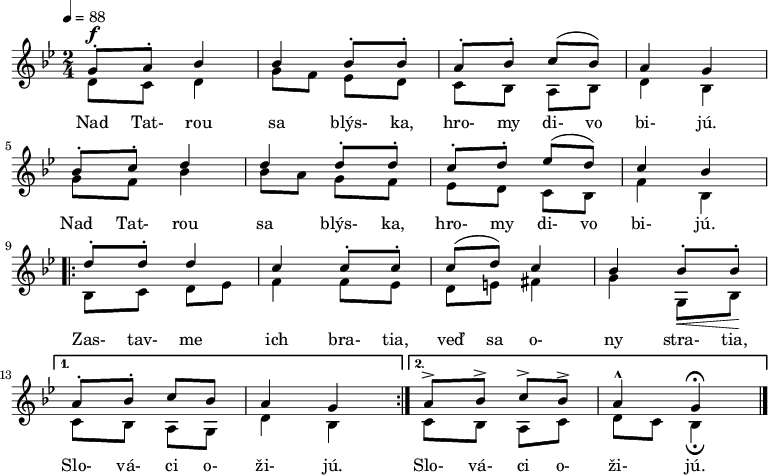 ♩ = 88
f
2/4
Nad Tat- rou sa blýs- ka, hro- my di- vo bi- jú.
5
Nad Tat- rou sa blýs- ka, hro- my di- vo bi- jú.
9
Zas- tav- me ich bra- tia, veď sa o- ny stra- tia,
1. 2.
13
Slo- vá- ci o- ži- jú. Slo- vá- ci o- ži- jú.